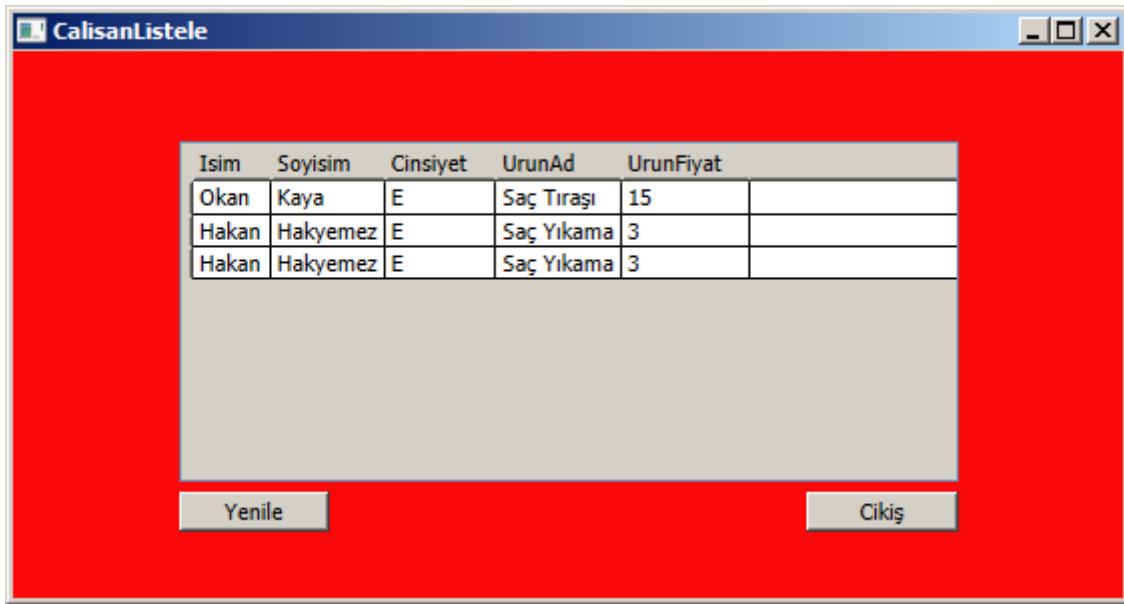 CalisanListele
Isim Soyisim Cinsiyet UrunAd UrunFiyat
Okan Kaya E Saç Tıraşı 15
Hakan Hakyemez E Saç Yıkama 3
Hakan Hakyemez E Saç Yıkama 3
Yenile Cikiş